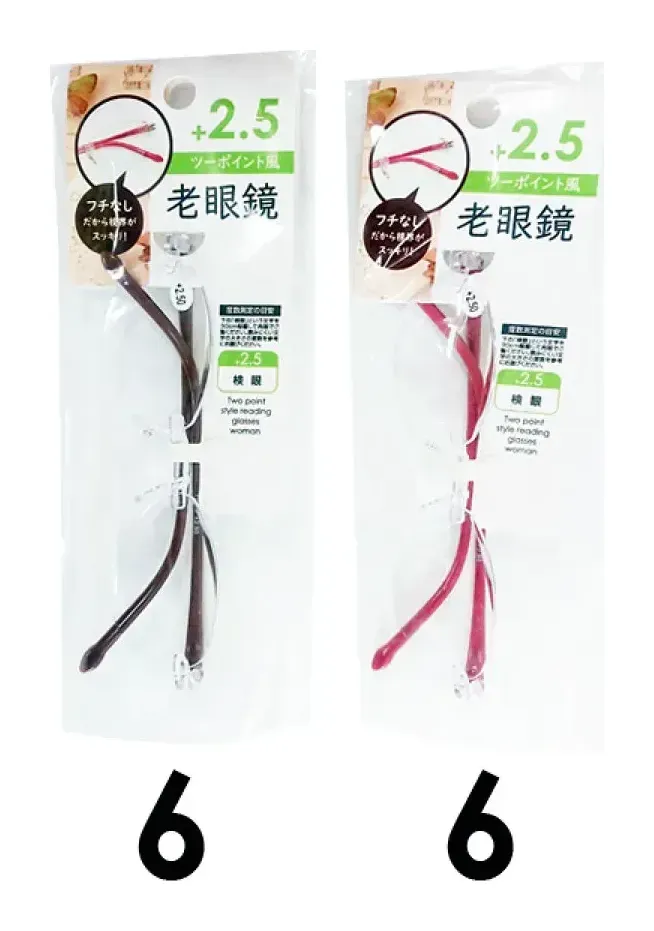 +2.5
ツーポイント風
老眼鏡
フチなし
だから視界が
スッキリ!
+2.50
度数測定の目安
+2.5
検眼
Two point
style reading
glasses
woman
6
+2.5
ツーポイント風
老眼鏡
フチなし
だから視界が
スッキリ!
+2.50
度数測定の目安
+2.5
検眼
Two point
style reading
glasses
woman
6